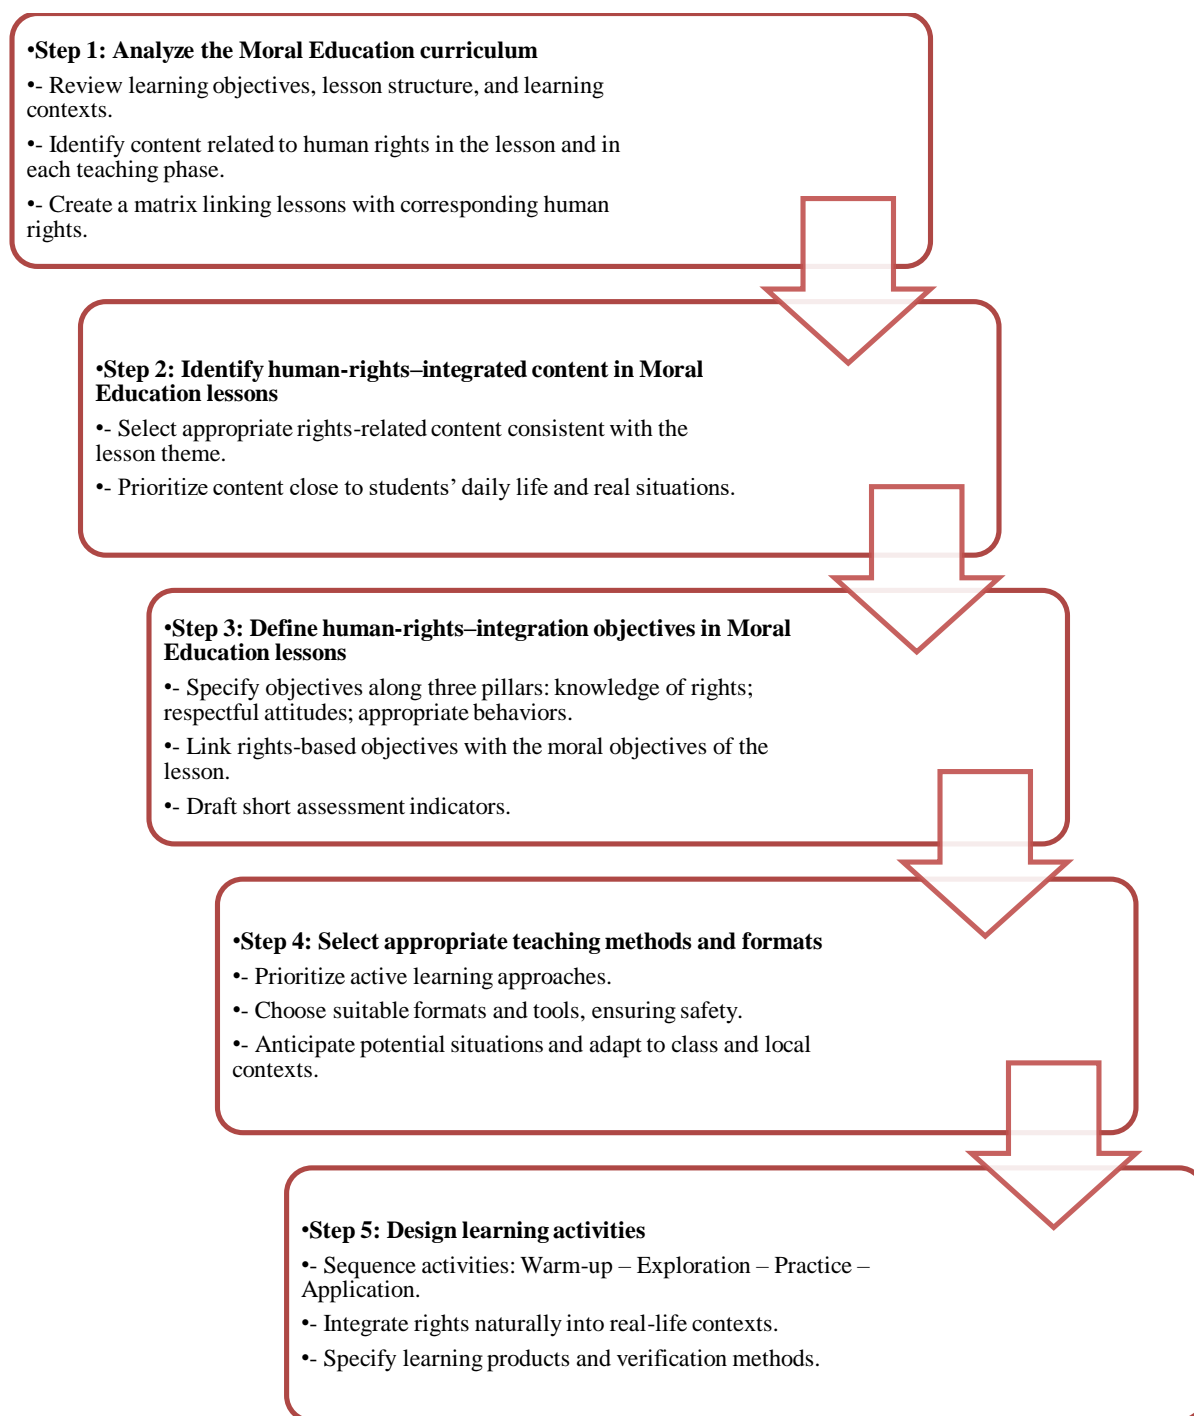 •Step 1: Analyze the Moral Education curriculum
•- Review learning objectives, lesson structure, and learning
contexts.
•- Identify content related to human rights in the lesson and in
each teaching phase.
•- Create a matrix linking lessons with corresponding human
rights.
•Step 2: Identify human-rights–integrated content in Moral
Education lessons
•- Select appropriate rights-related content consistent with the
lesson theme.
•- Prioritize content close to students’ daily life and real situations.
•Step 3: Define human-rights–integration objectives in Moral
Education lessons
•- Specify objectives along three pillars: knowledge of rights;
respectful attitudes; appropriate behaviors.
•- Link rights-based objectives with the moral objectives of the
lesson.
•- Draft short assessment indicators.
•Step 4: Select appropriate teaching methods and formats
•- Prioritize active learning approaches.
•- Choose suitable formats and tools, ensuring safety.
•- Anticipate potential situations and adapt to class and local
contexts.
•Step 5: Design learning activities
•- Sequence activities: Warm-up – Exploration – Practice –
Application.
•- Integrate rights naturally into real-life contexts.
•- Specify learning products and verification methods.